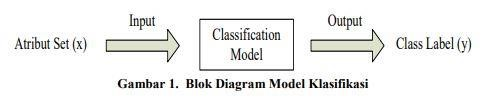 Input
Output
Atribut Set (x)
Classification
Model
Class Label (y)
Gambar 1. Blok Diagram Model Klasifikasi